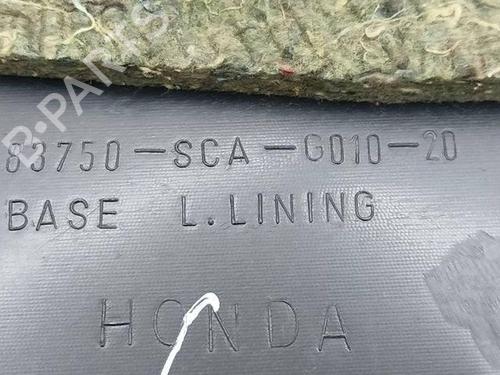 B-PARTS
83750-SCA-G010-20
BASE L.LINING
HONDA